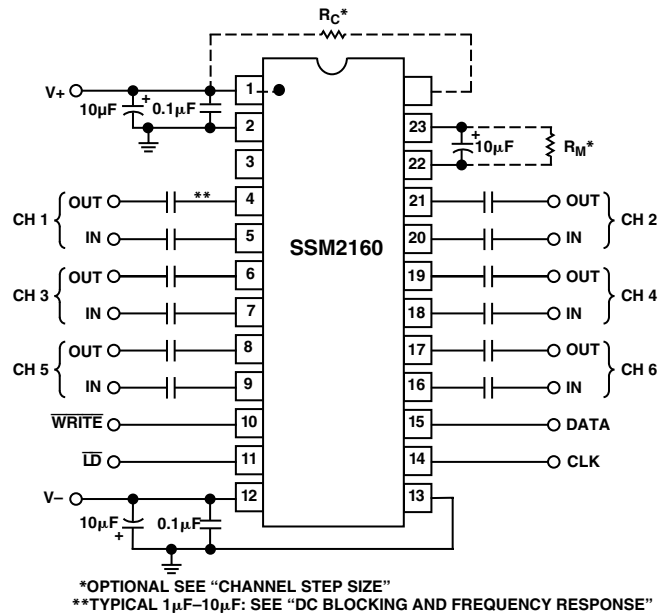 R_C*
V+
10µF
+
0.1µF
1
2
3
23
22
+
10µF
R_M*
CH 1
OUT
**
4
IN
5
CH 3
OUT
6
IN
7
CH 5
OUT
8
IN
9
WRITE
10
LD
11
V–
12
10µF
+
0.1µF
SSM2160
21
OUT
20
IN
CH 2
19
OUT
18
IN
CH 4
17
OUT
16
IN
CH 6
15
DATA
14
CLK
13
*OPTIONAL SEE “CHANNEL STEP SIZE”
**TYPICAL 1µF–10µF: SEE “DC BLOCKING AND FREQUENCY RESPONSE”